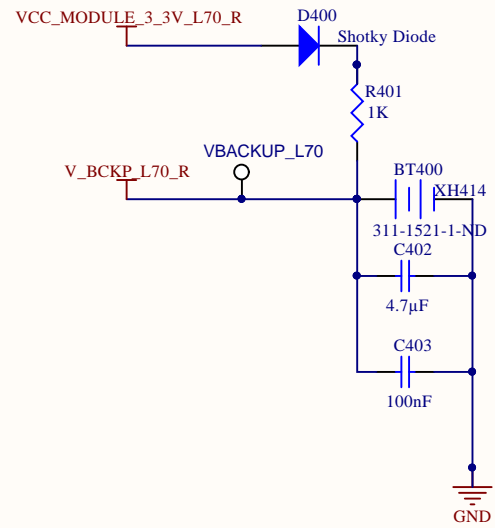 D400
VCC_MODULE_3_3V_L70_R
Shotky Diode
R401
1K
VBACKUP_L70
V_BCKP_L70_R
BT400
XH414
311-1521-1-ND
C402
4.7µF
C403
100nF
GND